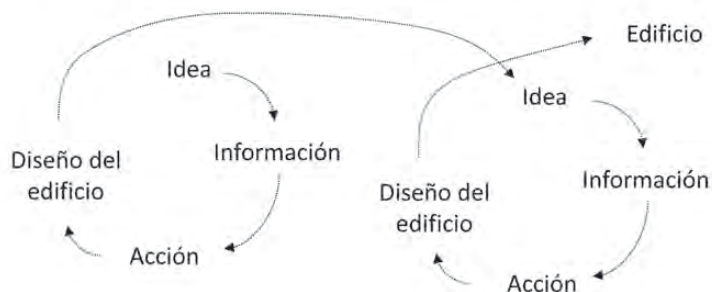 Idea
Información
Acción
Diseño del
edificio
Idea
Información
Acción
Diseño del
edificio
Edificio